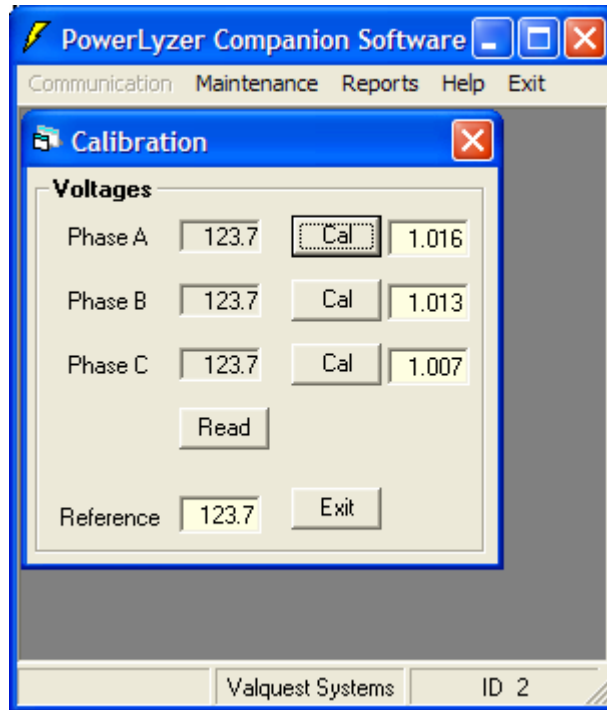 PowerLyzer Companion Software
Communication Maintenance Reports Help Exit
Calibration
Voltages
Phase A 123.7 Cal 1.016
Phase B 123.7 Cal 1.013
Phase C 123.7 Cal 1.007
Read
Reference 123.7 Exit
Valquest Systems ID 2